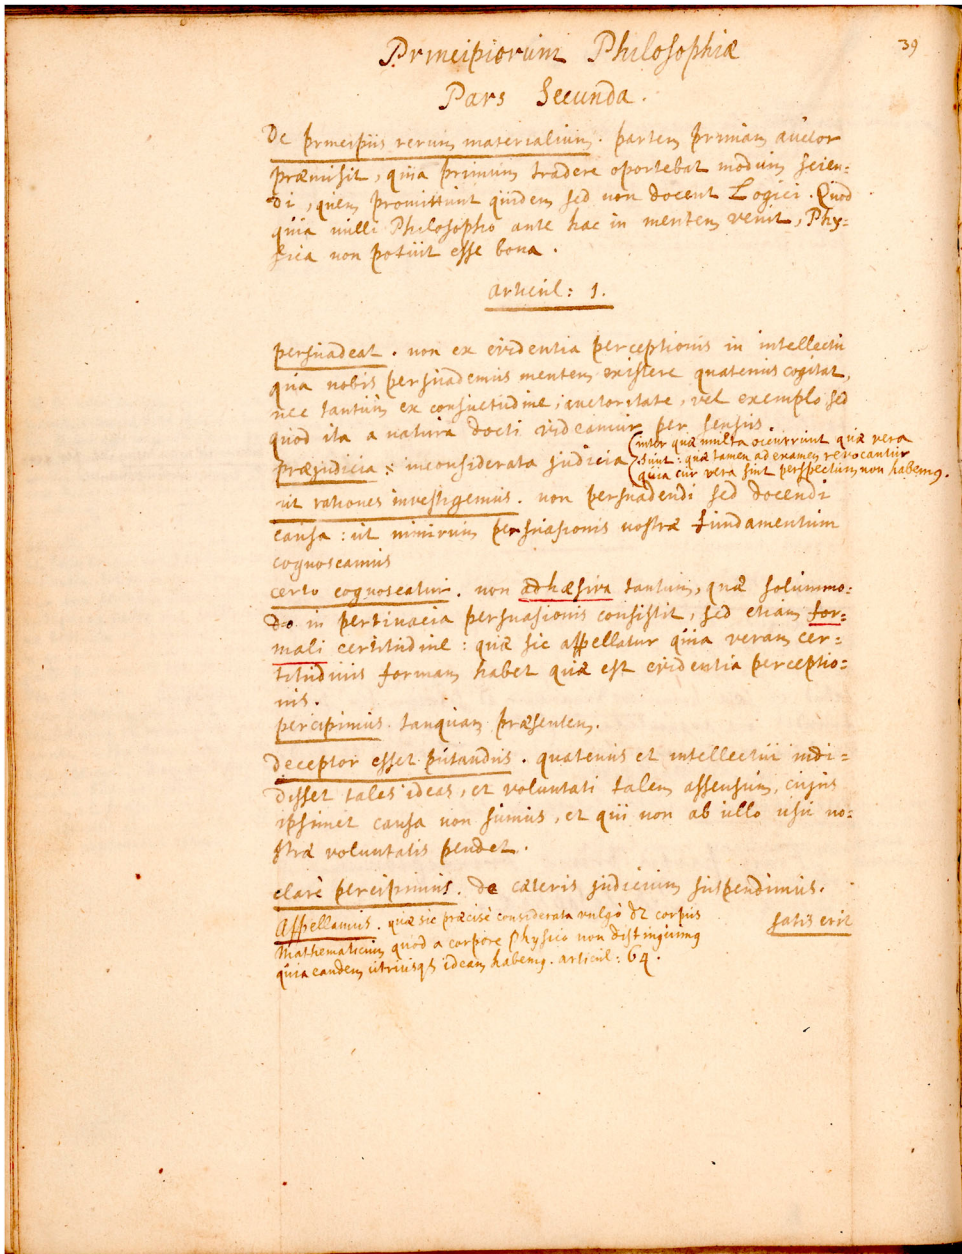 39
Principiorum Philosophiæ
Pars Secunda.
De principiis rerum materialium. partem primam auctor
præmisit, quia primum tradere oportebat modum scien=
di, quem promittunt quidem sed non docent Logici. Quod
quia nulli Philosopho ante hac in mentem venit, Phy=
sica non potuit esse bona.
articul: 1.
persuadeat. non ex evidentia perceptionis in intellectu
qua nobis persuademus mentem existere quatenus cogitat,
nec tantum ex consuetudine, auctoritate, vel exemplo sed
quod ita a natura docti videamur per sensus.
præjudicia : inconsiderata judicia (inter quæ multa occurrunt quæ vera
sunt : quæ tamen ad examen revocantur
quia cur vera sint perspectum non habemꝰ.
ut rationes investigemus. non persuadendi sed docendi
causa : ut nimirum persuasionis nostræ fundamentum
cognoscamus
certo cognoscatur. non adhæsiva tantum, quæ solummo=
do in pertinacia persuasionis consistit, sed etiam for=
mali certitudine : quæ sic appellatur quia veram cer=
titudinis formam habet quæ est evidentia perceptio=
nis.
percipimus. tanquam præsentem.
deceptor esset putandus. quatenus et intellectui indi=
disset tales ideas, et voluntati talem assensum, cujus
ipsimet causa non sumus, et qui non ab ullo usu no=
stræ voluntatis pendet.
clarè percipimus. de cæteris judicium suspendimus.
Appellamus. quæ sic præcisè considerata vulgò dr corpus
Mathematicum quod a corpore physico non distinguimꝰ
quia eandem utriusqꝫ ideam habemꝰ. articul: 64.
satis erit